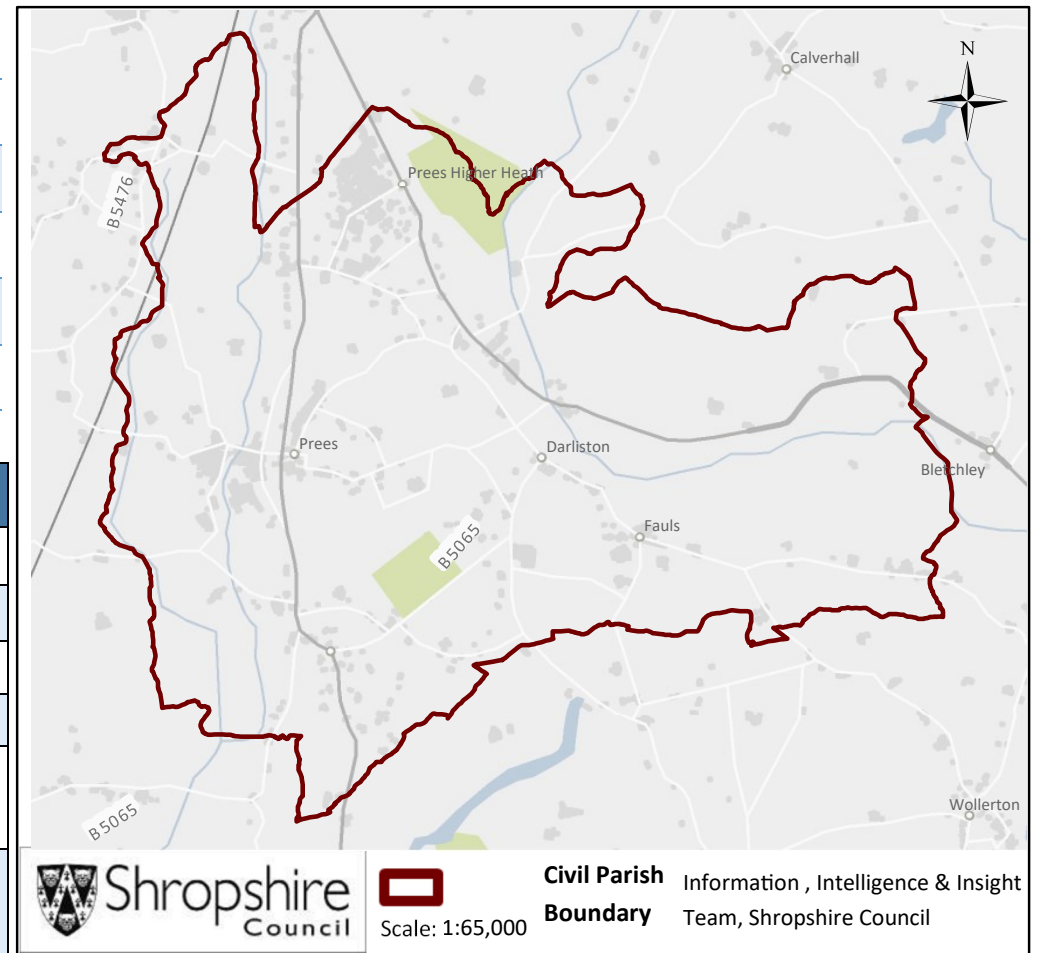 Calverhall
N
Prees Higher Heath
B5476
Prees
Darliston
Bletchley
Fauls
B5065
Wollerton
B5065
Shropshire
Council
Scale: 1:65,000
Civil Parish
Boundary
Information , Intelligence & Insight
Team, Shropshire Council